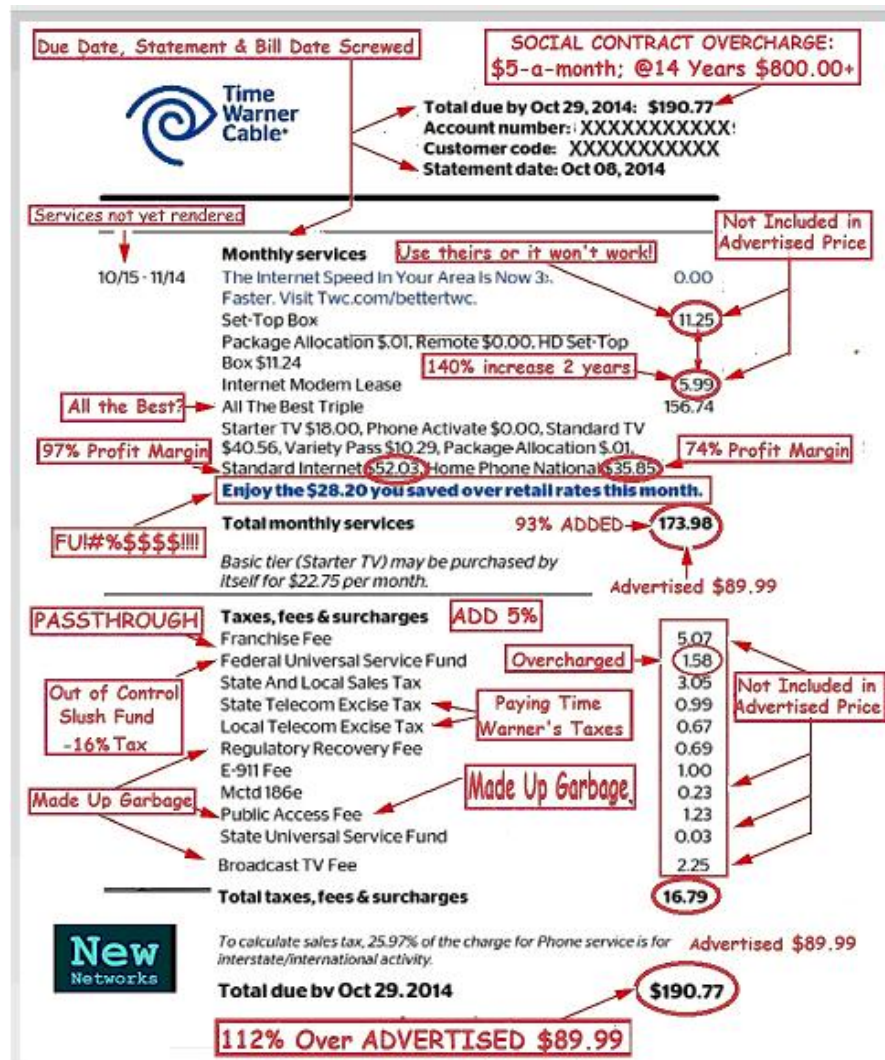 Due Date, Statement & Bill Date Screwed
SOCIAL CONTRACT OVERCHARGE:
$5-a-month; @14 Years $800.00+
Time
Warner
Cable
Total due by Oct 29, 2014: $190.77
Account number: XXXXXXXXXXX
Customer code: XXXXXXXXXXX
Statement date: Oct 08, 2014
Services not yet rendered
Not Included in
Advertised Price
Monthly services
Use theirs or it won't work!
10/15 - 11/14
The Internet Speed In Your Area Is Now 3x 0.00
Faster. Visit Twc.com/bettertwc.
Set-Top Box 11.25
Package Allocation $.01, Remote $0.00, HD Set-Top
Box $11.24
140% increase 2 years
Internet Modem Lease 5.99
All the Best?
All The Best Triple 156.74
Starter TV $18.00, Phone Activate $0.00, Standard TV
$40.56, Variety Pass $10.29, Package Allocation $.01,
97% Profit Margin
74% Profit Margin
Standard Internet $52.03, Home Phone National $35.85
Enjoy the $28.20 you saved over retail rates this month.
FU!#%$$$$!!!!
Total monthly services 93% ADDED 173.98
Basic tier (Starter TV) may be purchased by
itself for $22.75 per month.
Advertised $89.99
PASSTHROUGH
Taxes, fees & surcharges ADD 5%
Franchise Fee 5.07
Federal Universal Service Fund Overcharged 1.58
Out of Control
Slush Fund
-16% Tax
State And Local Sales Tax 3.05
Not Included in
Advertised Price
State Telecom Excise Tax 0.99
Paying Time
Warner's Taxes
Local Telecom Excise Tax 0.67
Regulatory Recovery Fee 0.69
E-911 Fee 1.00
Mctd 186e 0.23
Made Up Garbage
Made Up Garbage.
Public Access Fee 1.23
State Universal Service Fund 0.03
Broadcast TV Fee 2.25
Total taxes, fees & surcharges 16.79
New
Networks
To calculate sales tax, 25.97% of the charge for Phone service is for
interstate/international activity.
Advertised $89.99
Total due by Oct 29, 2014 $190.77
112% Over ADVERTISED $89.99